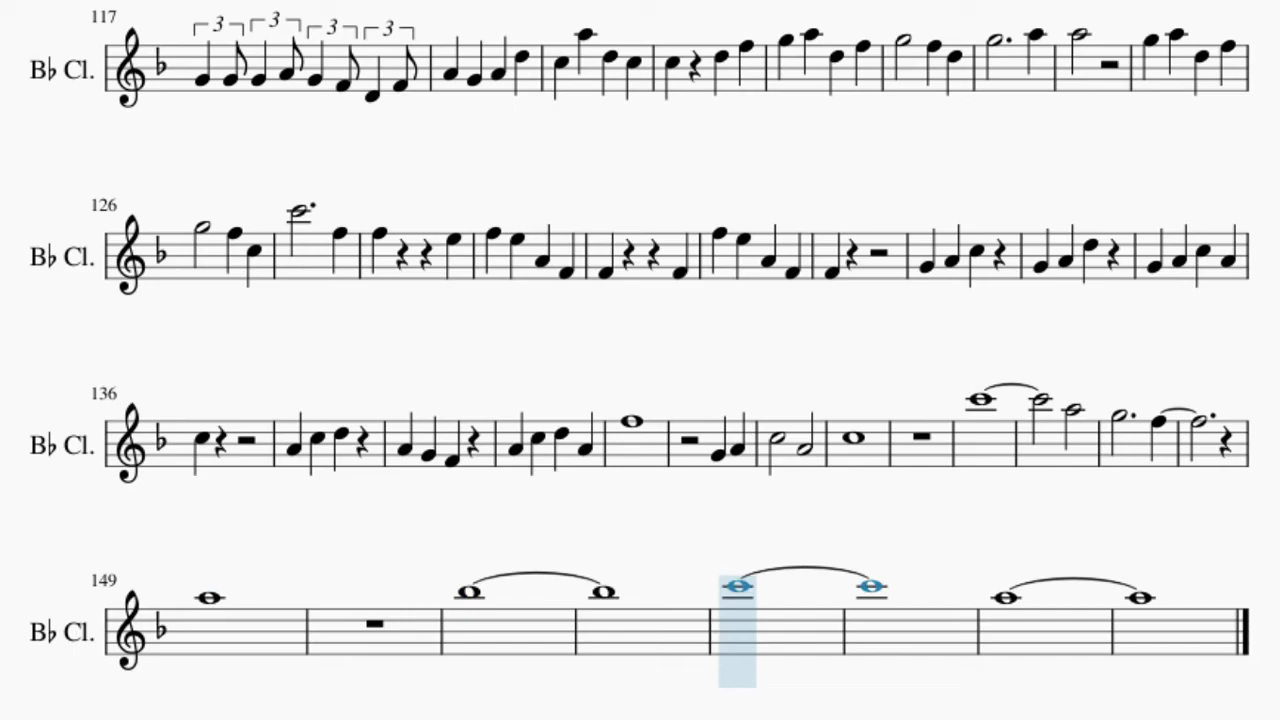 117
3 3 3 3
B♭ Cl.
126
B♭ Cl.
136
B♭ Cl.
149
B♭ Cl.